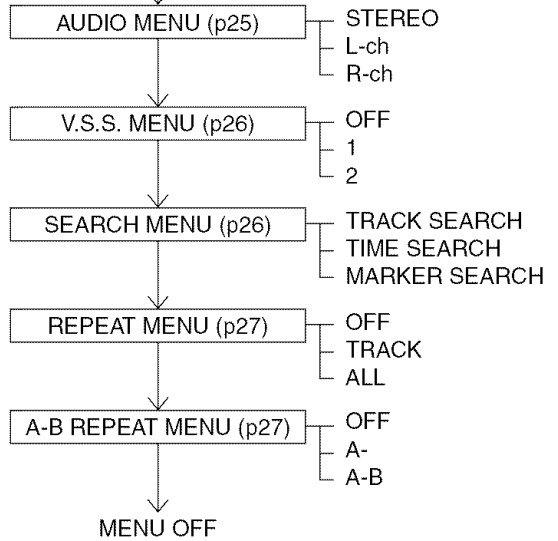 AUDIO MENU (p25)
STEREO
L-ch
R-ch
V.S.S. MENU (p26)
OFF
1
2
SEARCH MENU (p26)
TRACK SEARCH
TIME SEARCH
MARKER SEARCH
REPEAT MENU (p27)
OFF
TRACK
ALL
A-B REPEAT MENU (p27)
OFF
A-
A-B
MENU OFF